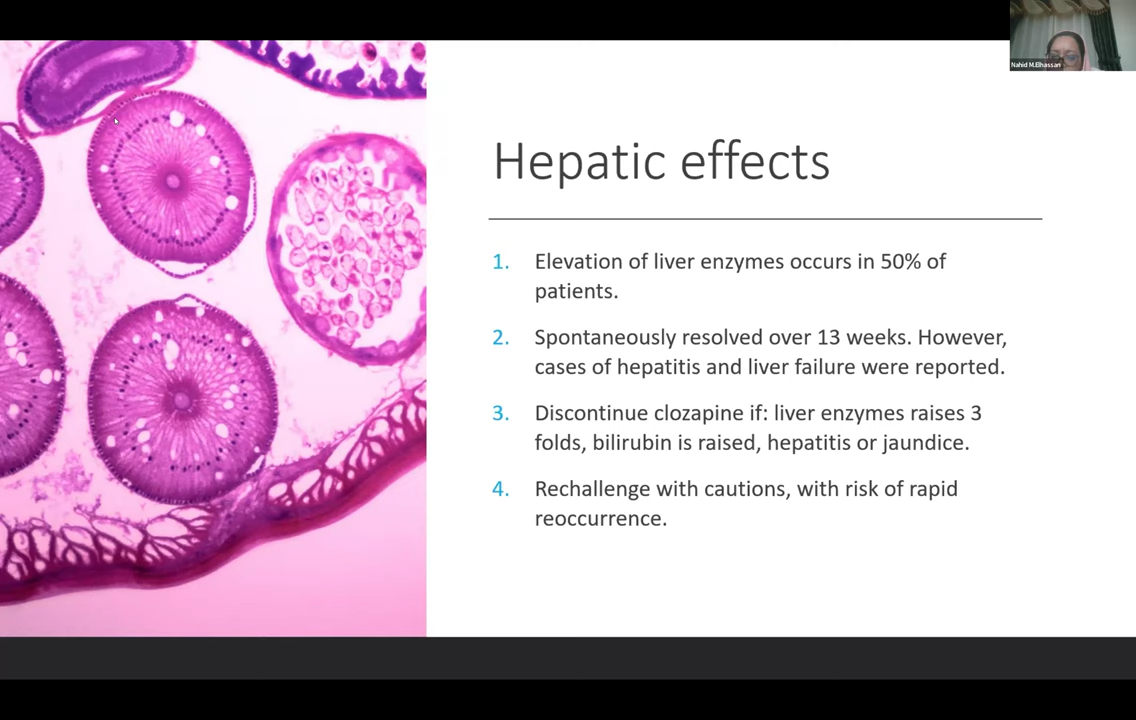 Nahid M.Elhassan
Hepatic effects
1. Elevation of liver enzymes occurs in 50% of
patients.
2. Spontaneously resolved over 13 weeks. However,
cases of hepatitis and liver failure were reported.
3. Discontinue clozapine if: liver enzymes raises 3
folds, bilirubin is raised, hepatitis or jaundice.
4. Rechallenge with cautions, with risk of rapid
reoccurrence.